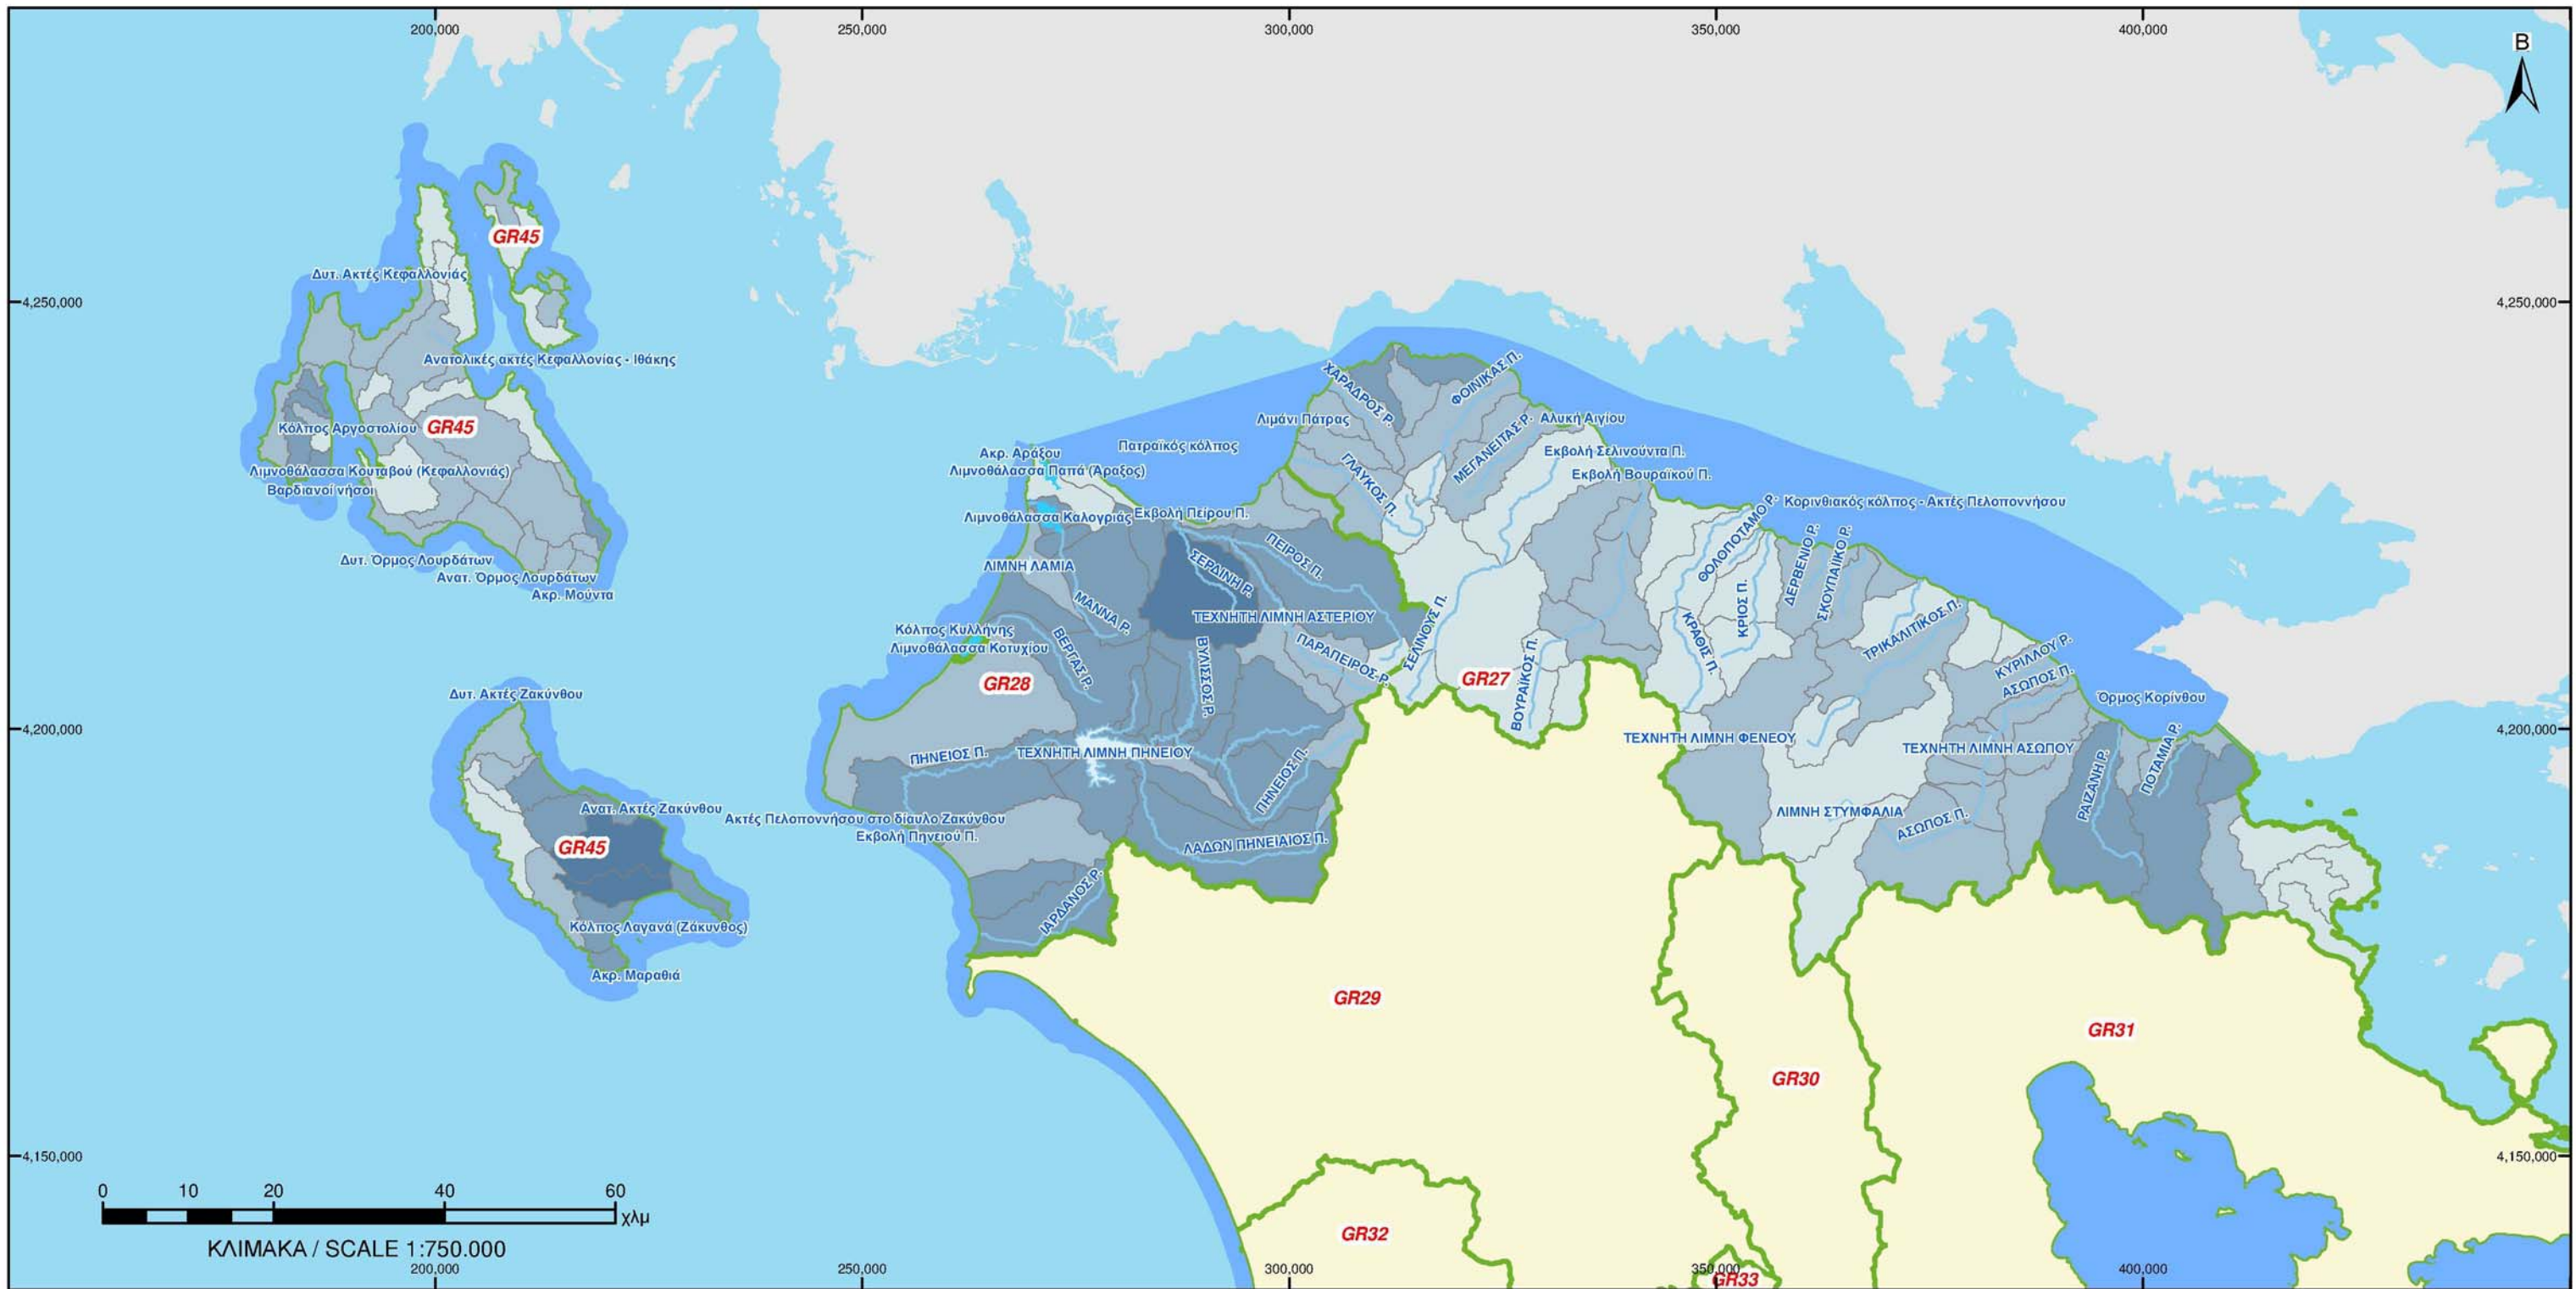 200,000
250,000
300,000
350,000
400,000
Β
GR45
Δυτ. Ακτές Κεφαλλονιάς
4,250,000
4,250,000
Ανατολικές ακτές Κεφαλλονίας - Ιθάκης
ΧΑΡΑΔΡΟΣ Ρ.
ΦΟΙΝΙΚΑΣ Π.
Λιμάνι Πάτρας
Αλυκή Αιγίου
Κόλπος Αργοστολίου
GR45
Πατραϊκός κόλπος
ΜΕΓΑΝΕΙΤΑΣ Ρ.
Ακρ. Αράξου
Εκβολή Σελινούντα Π.
Λιμνοθάλασσα Κουταβού (Κεφαλλονιάς)
Λιμνοθάλασσα Παπά (Άραξος)
ΓΛΑΥΚΟΣ Π.
Εκβολή Βουραϊκού Π.
Βαρδιανοί νήσοι
Κορινθιακός κόλπος - Ακτές Πελοποννήσου
Λιμνοθάλασσα Καλογριάς
Εκβολή Πείρου Π.
ΘΟΛΟΠΟΤΑΜΟ Ρ.
ΔΕΡΒΕΝΙΟ Ρ.
ΣΚΟΥΠΑΙΙΚΟ Ρ.
Δυτ. Όρμος Λουρδάτων
ΛΙΜΝΗ ΛΑΜΙΑ
ΣΕΡΑΙΝΗ Ρ.
ΠΕΙΡΟΣ Π.
Ανατ. Όρμος Λουρδάτων
Ακρ. Μούντα
ΜΑΝΝΑ Ρ.
ΤΕΧΝΗΤΗ ΛΙΜΝΗ ΑΣΤΕΡΙΟΥ
ΣΕΛΙΝΟΥΣ Π.
ΚΡΑΘΙΣ Π.
ΚΡΙΟΣ Π.
ΤΡΙΚΑΛΙΤΙΚΟΣ Π.
Κόλπος Κυλλήνης
Λιμνοθάλασσα Κοτυχίου
ΒΕΡΓΑΣ Ρ.
ΒΥΛΙΣΣΟΣ Ρ.
ΠΑΡΑΠΕΙΡΟΣ Ρ.
ΚΥΡΙΛΛΟΥ Ρ.
GR28
GR27
ΒΟΥΡΑΪΚΟΣ Π.
ΑΣΩΠΟΣ Π.
Δυτ. Ακτές Ζακύνθου
Όρμος Κορίνθου
4,200,000
4,200,000
ΠΗΝΕΙΟΣ Π.
ΤΕΧΝΗΤΗ ΛΙΜΝΗ ΠΗΝΕΙΟΥ
ΤΕΧΝΗΤΗ ΛΙΜΝΗ ΦΕΝΕΟΥ
ΤΕΧΝΗΤΗ ΛΙΜΝΗ ΑΣΩΠΟΥ
ΠΗΝΕΙΟΣ Π.
ΡΑΙΖΑΝΗ Ρ.
ΠΟΤΑΜΙΑ Ρ.
Ανατ. Ακτές Ζακύνθου
Ακτές Πελοποννήσου στο δίαυλο Ζακύνθου
ΛΙΜΝΗ ΣΤΥΜΦΑΛΙΑ
ΑΣΩΠΟΣ Π.
Εκβολή Πηνειού Π.
GR45
ΛΑΔΩΝ ΠΗΝΕΙΑΙΟΣ Π.
ΙΑΡΔΑΝΟΣ Ρ.
Κόλπος Λαγανά (Ζάκυνθος)
Ακρ. Μαραθιά
GR29
GR31
GR30
4,150,000
4,150,000
0 10 20 40 60
χλμ
ΚΛΙΜΑΚΑ / SCALE 1:750.000
GR32
GR33
200,000
250,000
300,000
350,000
400,000